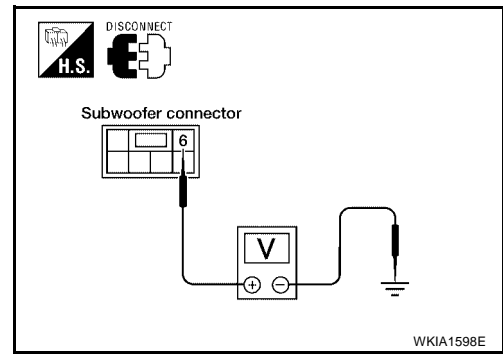 DISCONNECT
H.S.
Subwoofer connector
6
V
+ −
WKIA1598E